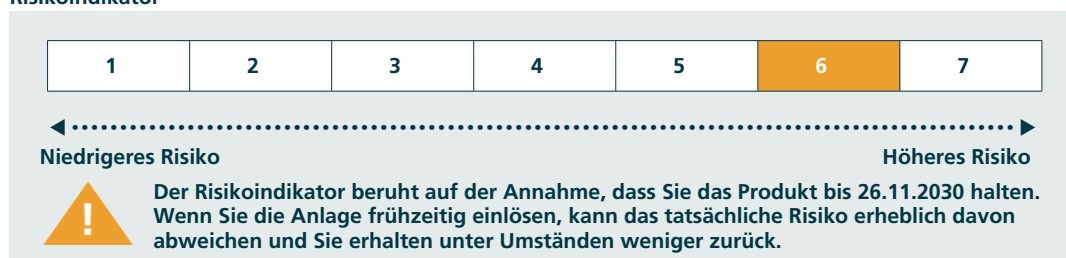 1 2 3 4 5 6 7
Niedrigeres Risiko Höheres Risiko
!
Der Risikoindikator beruht auf der Annahme, dass Sie das Produkt bis 26.11.2030 halten.
Wenn Sie die Anlage frühzeitig einlösen, kann das tatsächliche Risiko erheblich davon
abweichen und Sie erhalten unter Umständen weniger zurück.